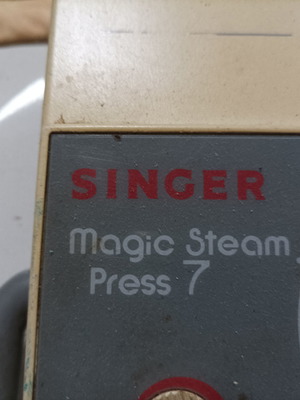 SINGER
Magic Steam
Press 7